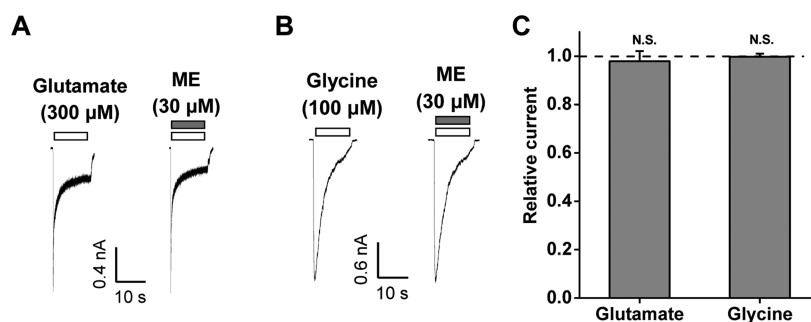 A
Glutamate
(300 µM)
ME
(30 µM)
0.4 nA
10 s
B
Glycine
(100 µM)
ME
(30 µM)
0.6 nA
10 s
C
Relative current
1.0
0.8
0.6
0.4
0.2
0.0
N.S.
N.S.
Glutamate
Glycine